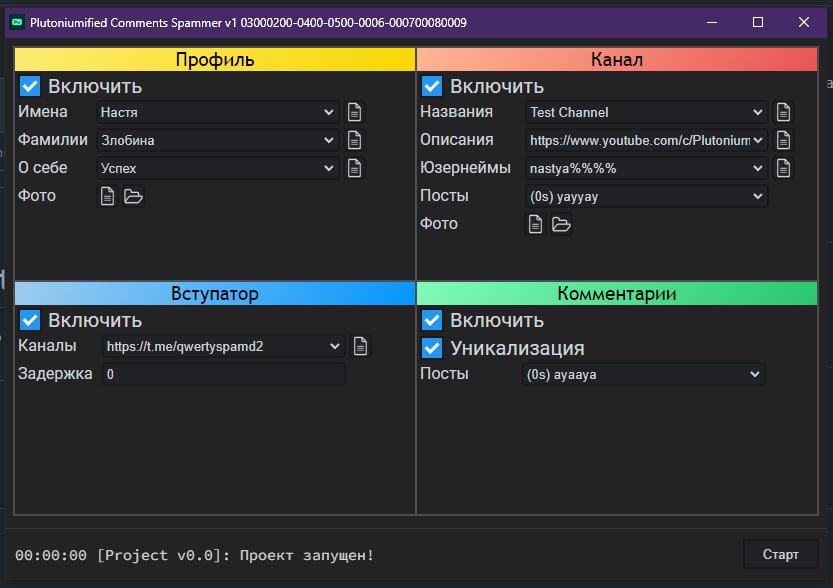 Plutoniumified Comments Spammer v1 03000200-0400-0500-0006-000700080009
Профиль
Включить
Имена Настя
Фамилии Злобина
О себе Успех
Фото
Канал
Включить
Названия Test Channel
Описания https://www.youtube.com/c/Plutonium
Юзернеймы nastya%%%%
Посты (0s) yayyay
Фото
Вступатор
Включить
Каналы https://t.me/qwertyspamd2
Задержка 0
Комментарии
Включить
Уникализация
Посты (0s) ayaaya
00:00:00 [Project v0.0]: Проект запущен!
Старт